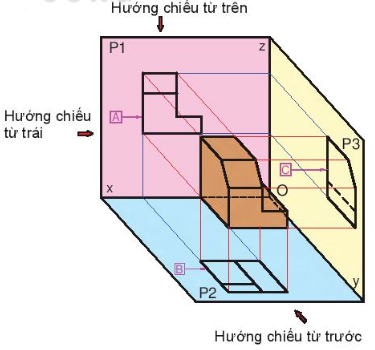 Hướng chiếu từ trên
P1
z
A
Hướng chiếu
từ trái
P3
C
x
O
B
y
P2
Hướng chiếu từ trước